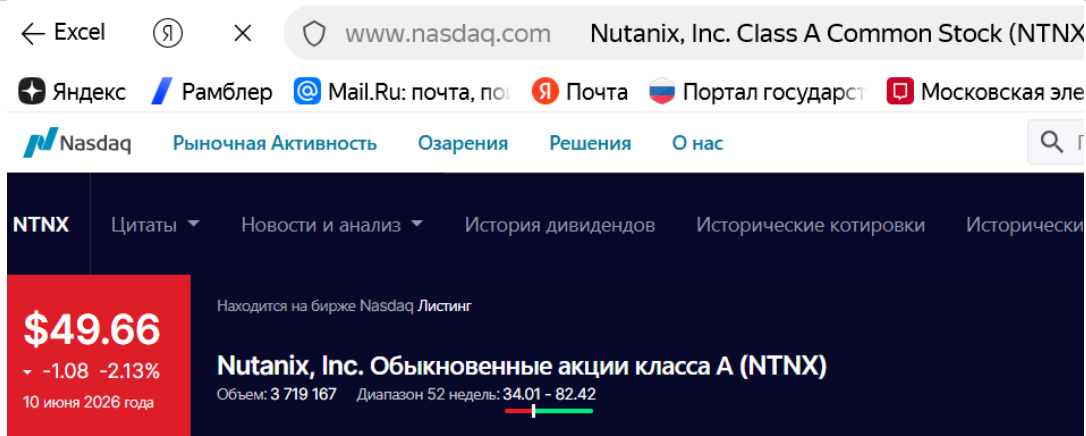 ← Excel Я × www.nasdaq.com Nutanix, Inc. Class A Common Stock (NTNX
Яндекс Рамблер @ Mail.Ru: почта, по Я Почта Портал государст Московская эле
Nasdaq Рыночная Активность Озарения Решения О нас
NTNX Цитаты Новости и анализ История дивидендов Исторические котировки Исторически
Находится на бирже Nasdaq Листинг
$49.66
-1.08 -2.13%
10 июня 2026 года
Nutanix, Inc. Обыкновенные акции класса А (NTNX)
Объем: 3 719 167 Диапазон 52 недель: 34.01 - 82.42